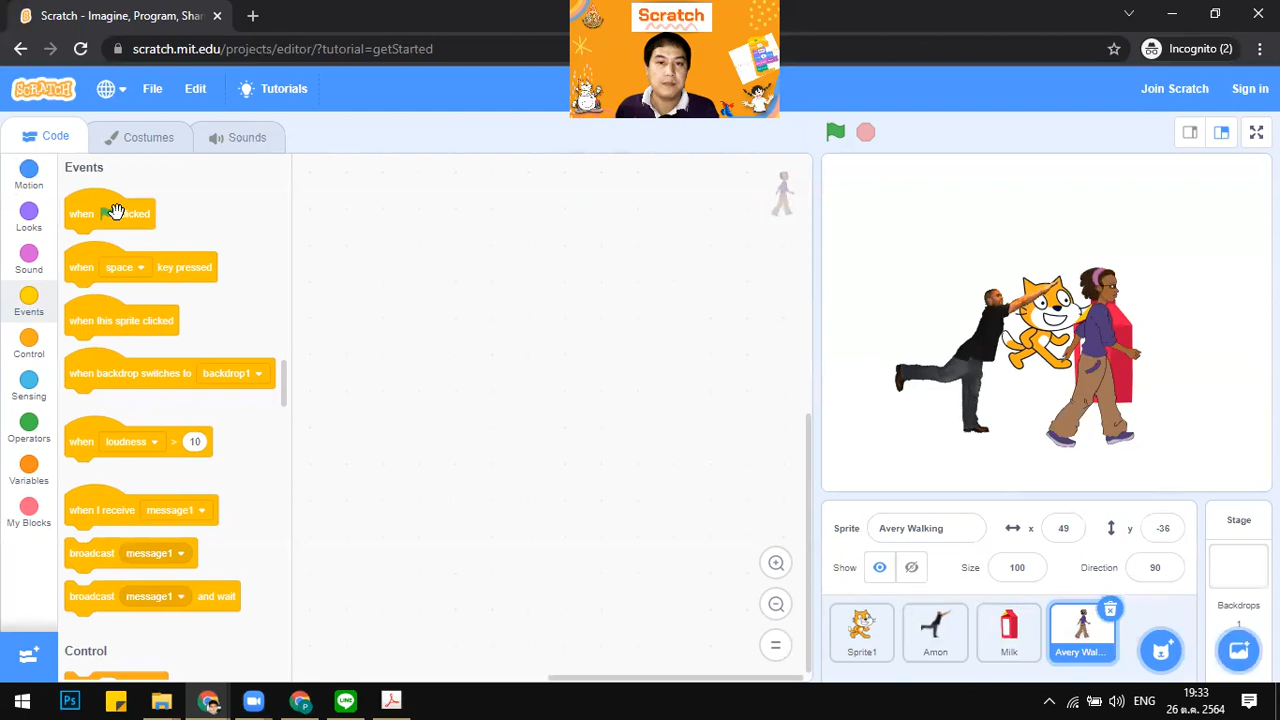 Scratch - Imagine, Program, Sha
scratch.mit.edu/projects/editor/?tutorial=getStarted
Incognito (2)
Scratch
SCRATCH
File
Edit
Tutorials
Join Scratch
Sign in
Code
Costumes
Sounds
Motion
Looks
Sound
Events
Control
Sensing
Operators
Variables
My Blocks
Events
when clicked
when space key pressed
when this sprite clicked
when backdrop switches to backdrop1
when loudness > 10
when I receive message1
broadcast message1
broadcast message1 and wait
Control
Sprite Avery Walking x 49 y -36
Show Size 100 Direction 90
Sprite1
Amon
Milk
Avery Wal...
Stage
Backdrops
1
ENG
19:33
26 ต.ค. 2564